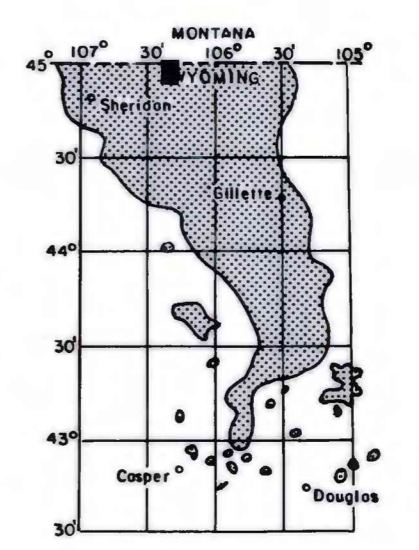 MONTANA
107° 30' 106° 30' 105°
45°
WYOMING
Sheridan
30'
Gillette
44°
30'
43°
Casper
Douglas
30'